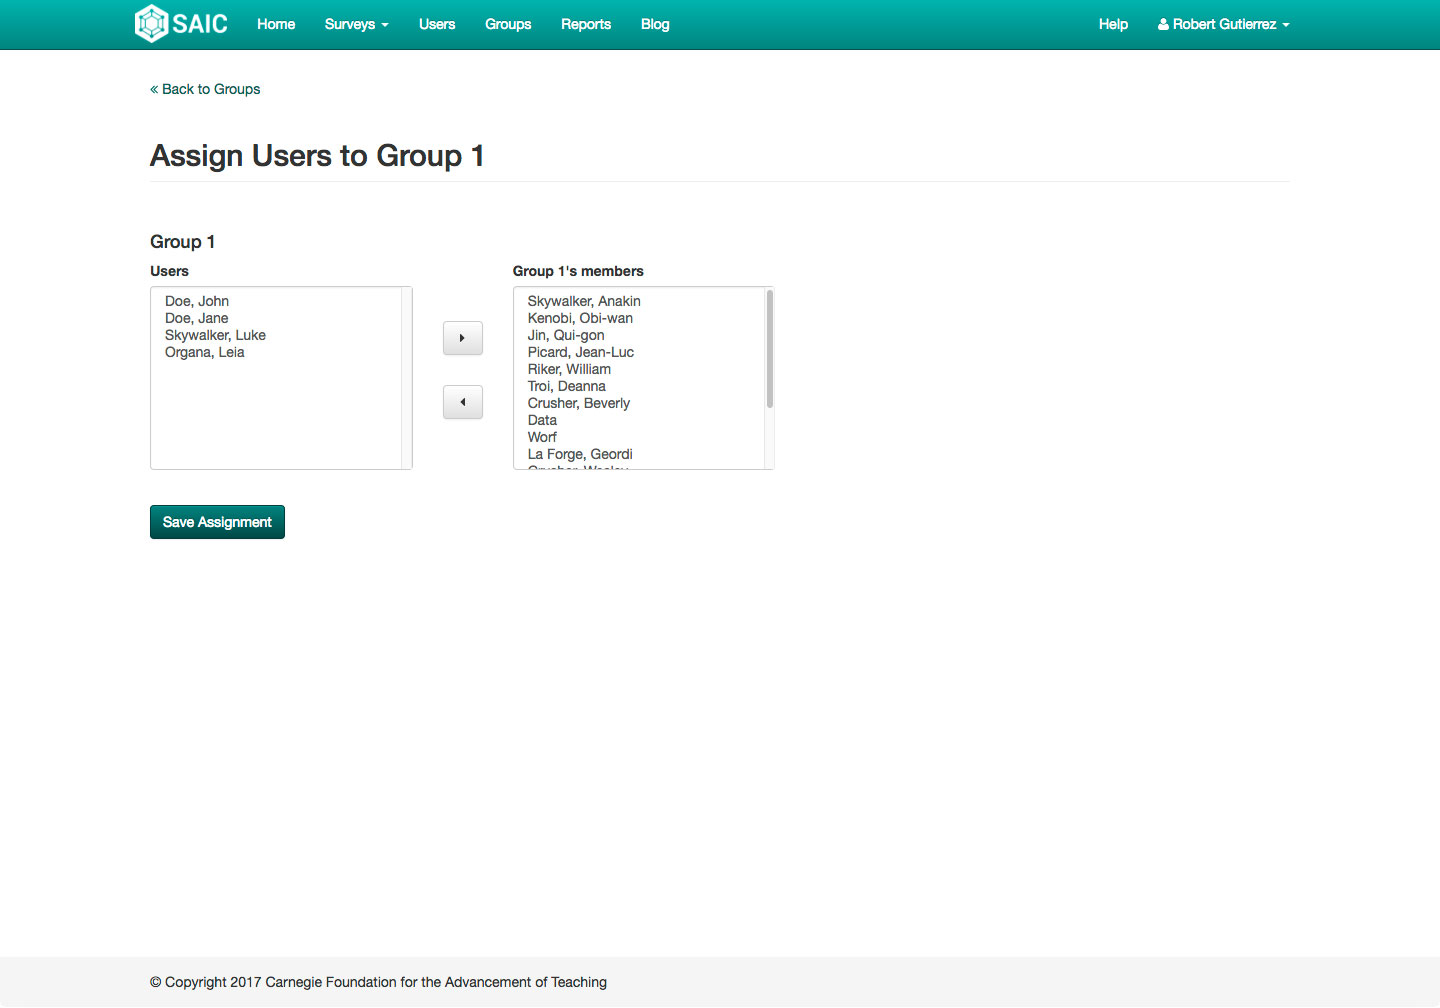 SAIC Home Surveys Users Groups Reports Blog Help Robert Gutierrez
« Back to Groups
Assign Users to Group 1
Group 1
Users
Doe, John
Doe, Jane
Skywalker, Luke
Organa, Leia
Group 1's members
Skywalker, Anakin
Kenobi, Obi-wan
Jin, Qui-gon
Picard, Jean-Luc
Riker, William
Troi, Deanna
Crusher, Beverly
Data
Worf
La Forge, Geordi
Crusher, Wesley
Save Assignment
© Copyright 2017 Carnegie Foundation for the Advancement of Teaching